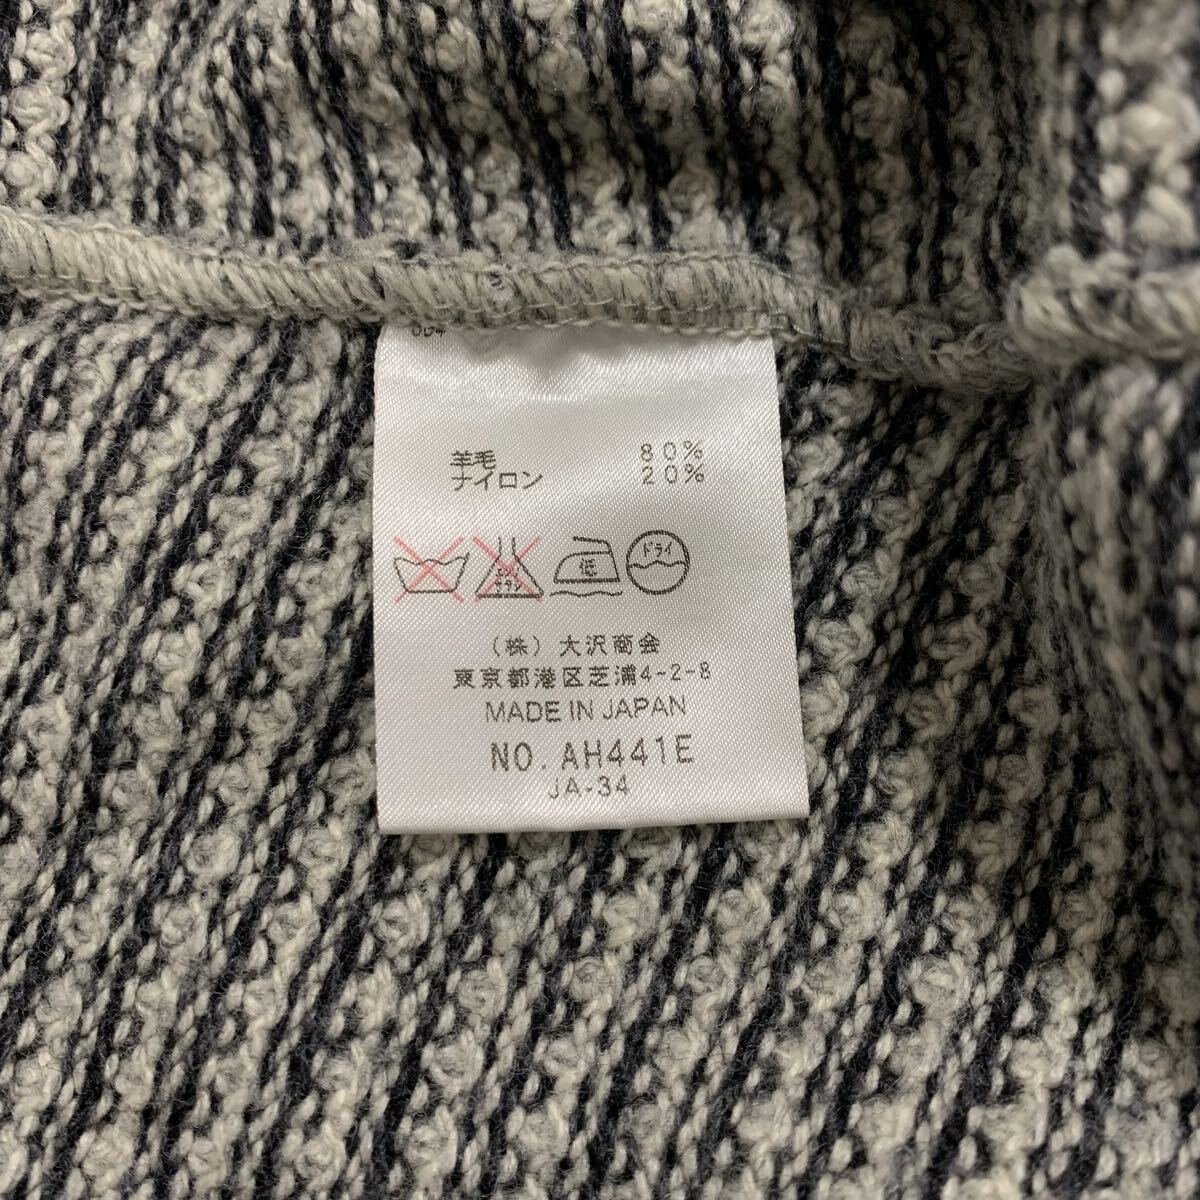 羊毛 80%
ナイロン 20%
低 ドライ
(株) 大沢商会
東京都港区芝浦4-2-8
MADE IN JAPAN
NO. AH441E
JA-34